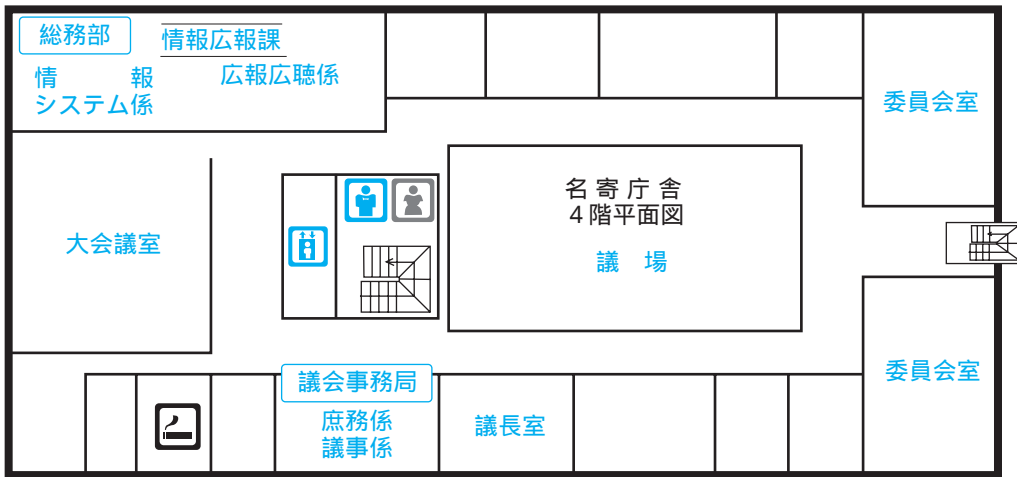 総務部
情報広報課
情　　報
システム係
広報広聴係
委員会室
名寄庁舎
４階平面図
議　場
大会議室
委員会室
議会事務局
庶務係
議事係
議長室